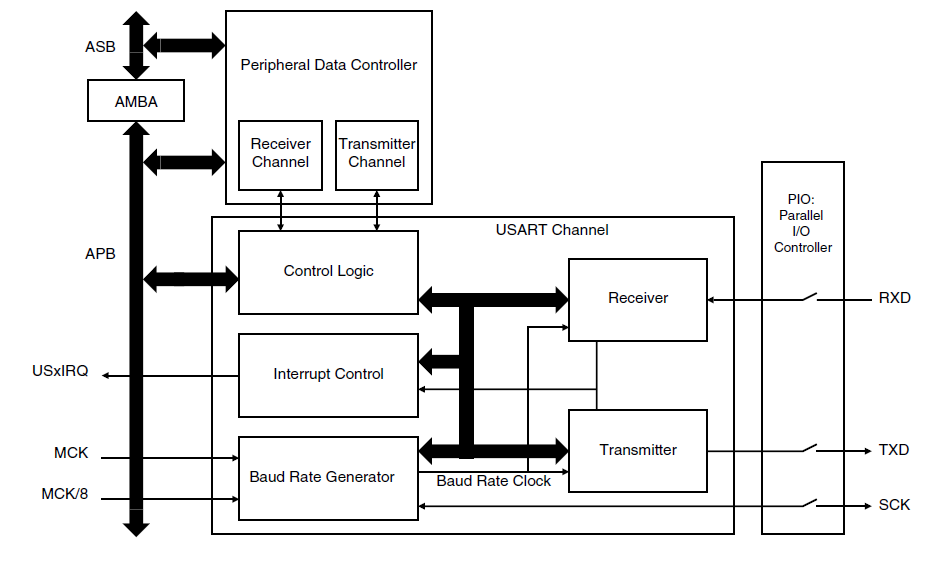 ASB
Peripheral Data Controller
AMBA
Receiver
Channel
Transmitter
Channel
PIO:
Parallel
I/O
Controller
USART Channel
APB
Control Logic
Receiver
RXD
USxIRQ
Interrupt Control
MCK
Transmitter
TXD
Baud Rate Generator
Baud Rate Clock
MCK/8
SCK